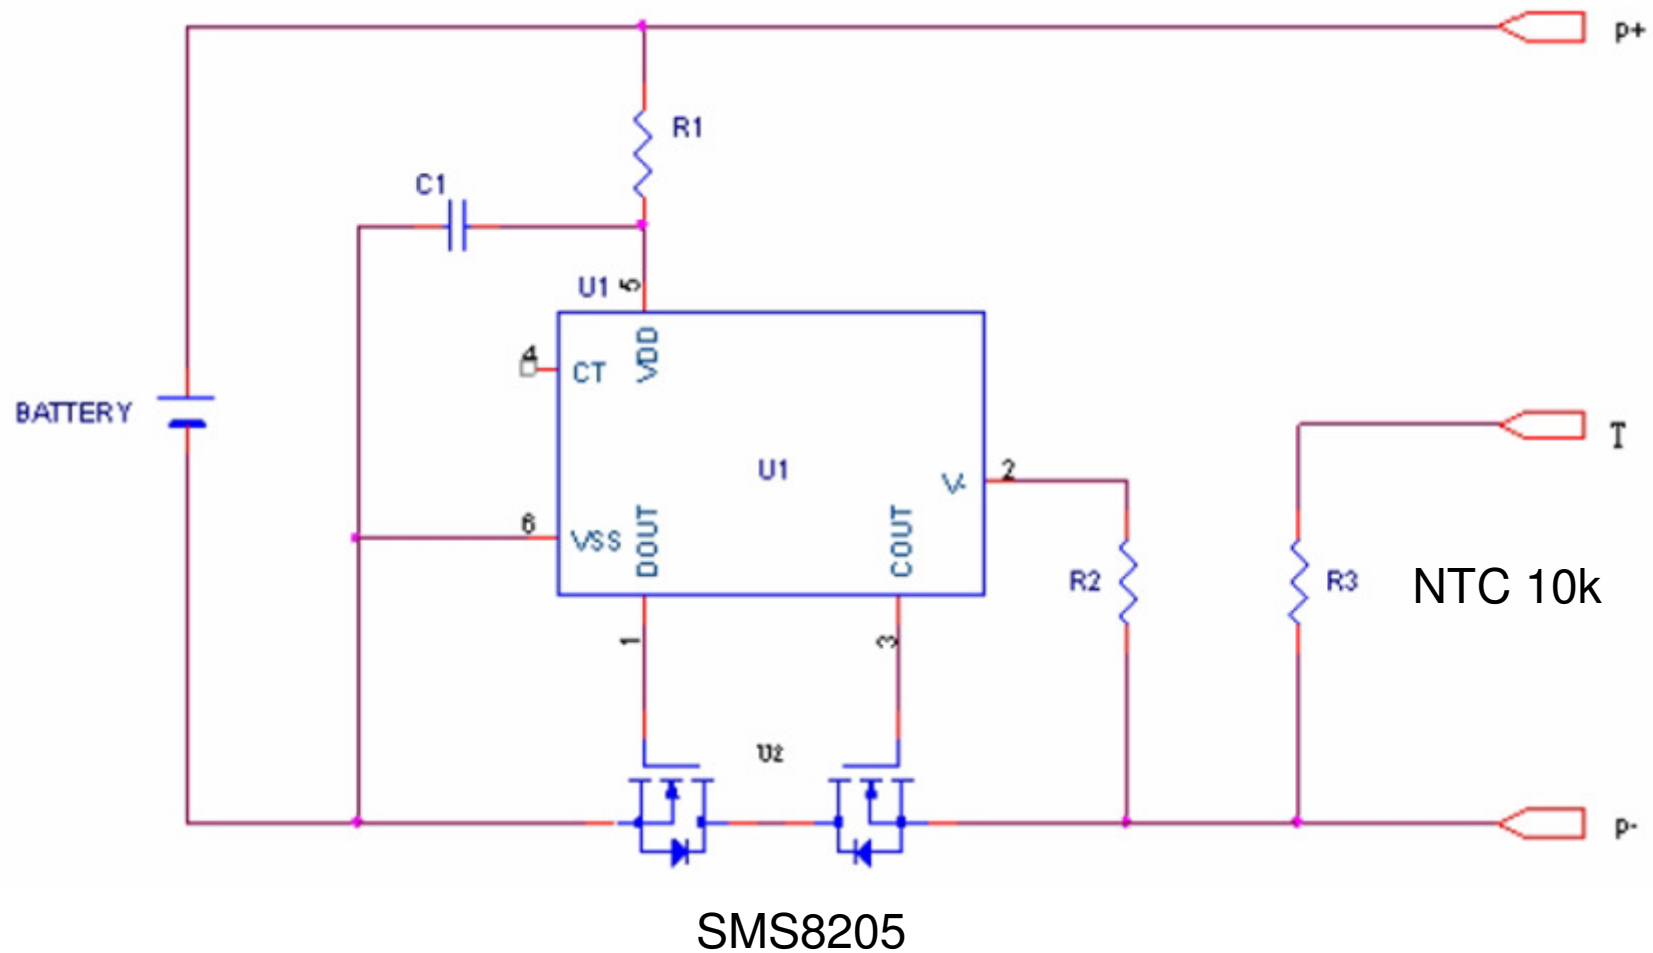 p+
R1
C1
U1
5
4
CT
VDD
BATTERY
T
U1
2
V-
6
VSS
DOUT
COUT
R2
R3
NTC 10k
1
3
U2
p-
SMS8205